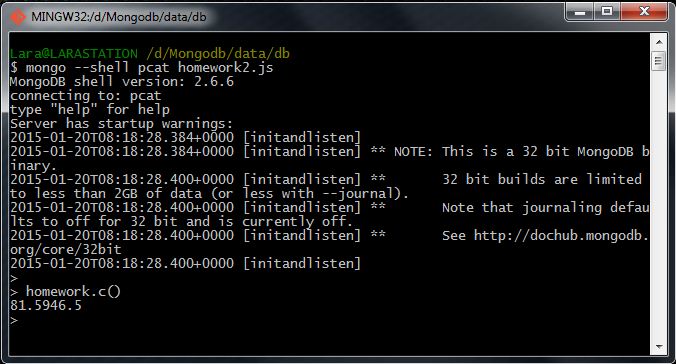 MINGW32:/d/Mongodb/data/db
Lara@LARASTATION /d/Mongodb/data/db
$ mongo --shell pcat homework2.js
MongoDB shell version: 2.6.6
connecting to: pcat
type "help" for help
Server has startup warnings:
2015-01-20T08:18:28.384+0000 [initandlisten]
2015-01-20T08:18:28.384+0000 [initandlisten] ** NOTE: This is a 32 bit MongoDB b
inary.
2015-01-20T08:18:28.400+0000 [initandlisten] **       32 bit builds are limited
to less than 2GB of data (or less with --journal).
2015-01-20T08:18:28.400+0000 [initandlisten] **       Note that journaling defau
lts to off for 32 bit and is currently off.
2015-01-20T08:18:28.400+0000 [initandlisten] **       See http://dochub.mongodb.
org/core/32bit
2015-01-20T08:18:28.400+0000 [initandlisten]
>
> homework.c()
81.5946.5
>